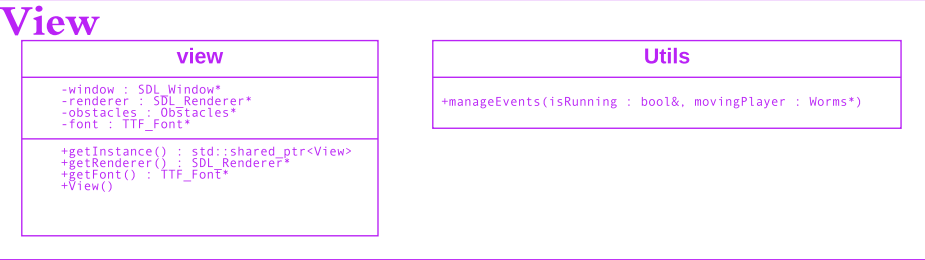 View
view
-window : SDL_Window*
-renderer : SDL_Renderer*
-obstacles : Obstacles*
-font : TTF_Font*
+getInstance() : std::shared_ptr<View>
+getRenderer() : SDL_Renderer*
+getFont() : TTF_Font*
+View()
Utils
+manageEvents(isRunning : bool&, movingPlayer : Worms*)